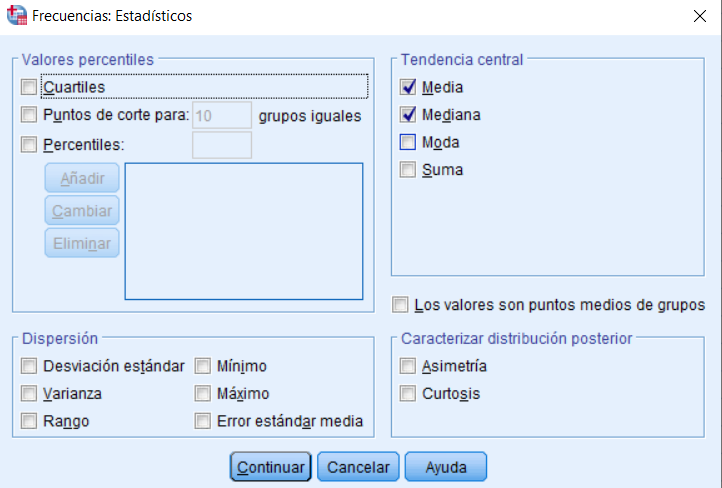 Frecuencias: Estadísticos
Valores percentiles
Cuartiles
Puntos de corte para: 10 grupos iguales
Percentiles:
Añadir
Cambiar
Eliminar
Tendencia central
Media
Mediana
Moda
Suma
Los valores son puntos medios de grupos
Dispersión
Desviación estándar Mínimo
Varianza Máximo
Rango Error estándar media
Caracterizar distribución posterior
Asimetría
Curtosis
Continuar Cancelar Ayuda